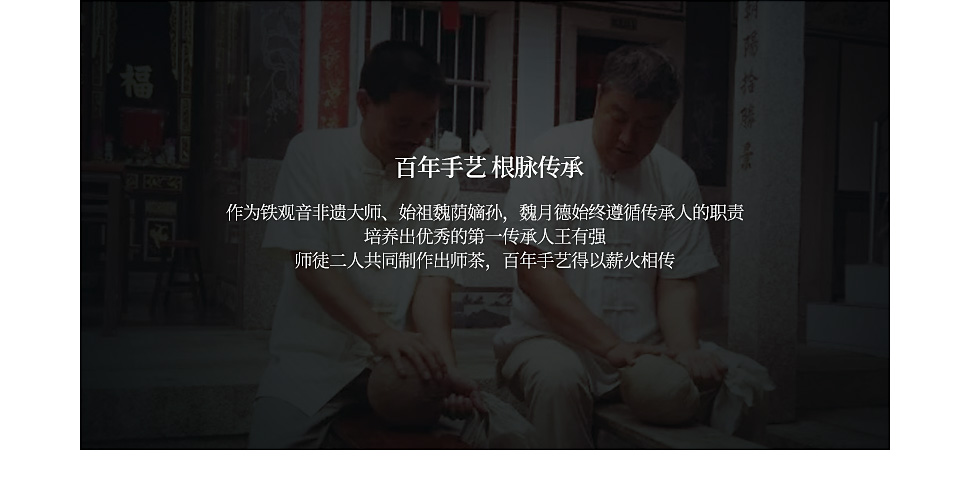 百年手艺 根脉传承
作为铁观音非遗大师、始祖魏荫嫡孙，魏月德始终遵循传承人的职责
培养出优秀的第一传承人王有强
师徒二人共同制作出师茶，百年手艺得以薪火相传
福